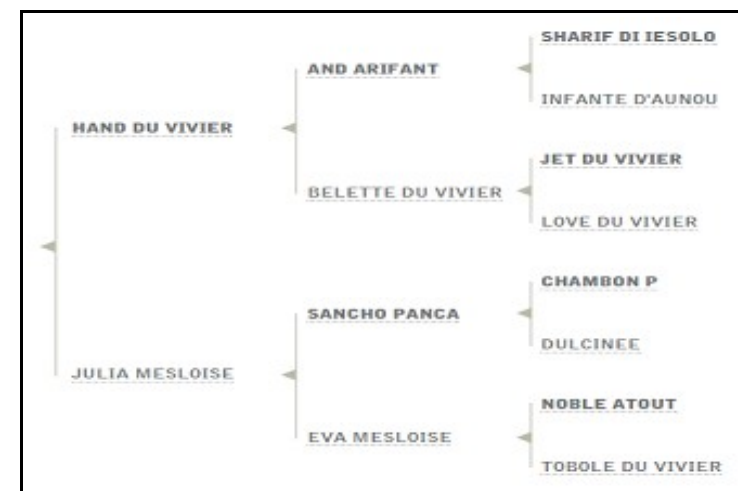 SHARIF DI IESOLO
AND ARIFANT
INFANTE D'AUNOU
HAND DU VIVIER
JET DU VIVIER
BELETTE DU VIVIER
LOVE DU VIVIER
CHAMBON P
SANCHO PANCA
DULCINEE
JULIA MESLOISE
NOBLE ATOUT
EVA MESLOISE
TOBOLE DU VIVIER